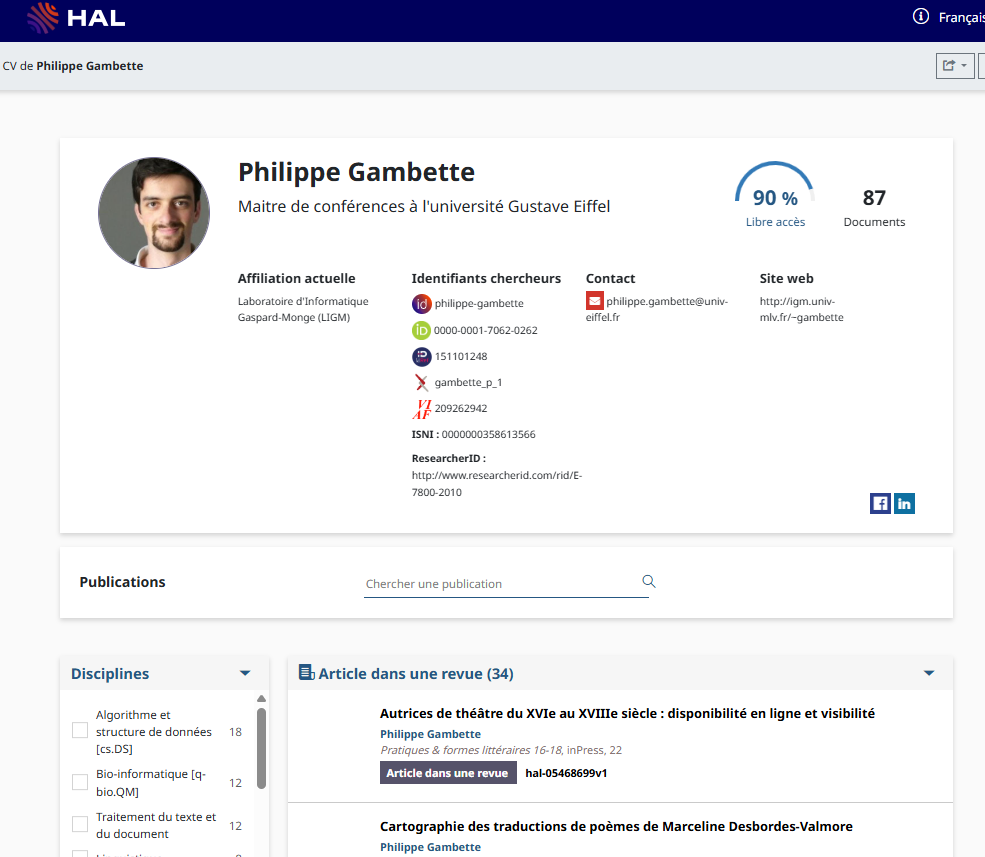 HAL
Français
CV de Philippe Gambette
Philippe Gambette
Maitre de conférences à l'université Gustave Eiffel
90 %
Libre accès
87
Documents
Affiliation actuelle
Laboratoire d'Informatique
Gaspard-Monge (LIGM)
Identifiants chercheurs
philippe-gambette
0000-0001-7062-0262
151101248
gambette_p_1
VIAF 209262942
ISNI : 0000000358613566
ResearcherID :
http://www.researcherid.com/rid/E-
7800-2010
Contact
philippe.gambette@univ-
eiffel.fr
Site web
http://igm.univ-
mlv.fr/~gambette
Publications
Chercher une publication
Disciplines
Algorithme et
structure de données 18
[cs.DS]
Bio-informatique [q-
bio.QM] 12
Traitement du texte et
du document 12
Article dans une revue (34)
Autrices de théâtre du XVIe au XVIIIe siècle : disponibilité en ligne et visibilité
Philippe Gambette
Pratiques & formes littéraires 16-18, inPress, 22
Article dans une revue hal-05468699v1
Cartographie des traductions de poèmes de Marceline Desbordes-Valmore
Philippe Gambette